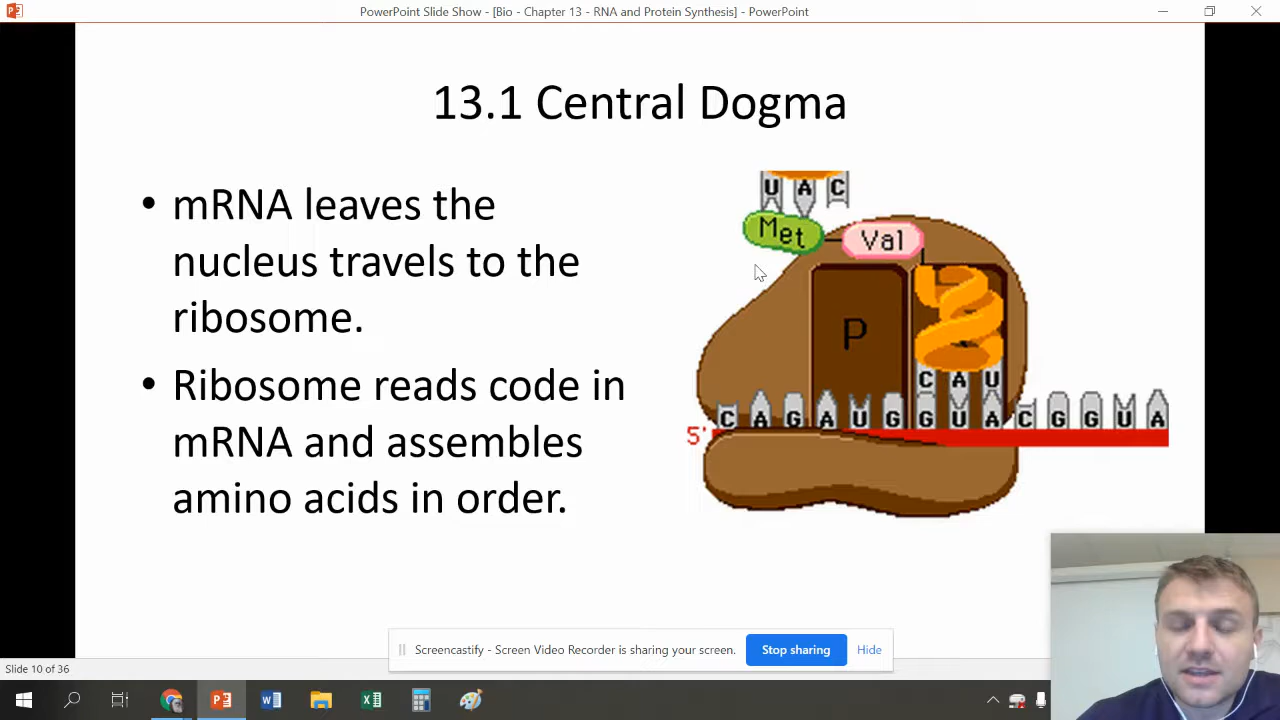 PowerPoint Slide Show - [Bio - Chapter 13 - RNA and Protein Synthesis] - PowerPoint
13.1 Central Dogma
• mRNA leaves the
nucleus travels to the
ribosome.
• Ribosome reads code in
mRNA and assembles
amino acids in order.
U A C
Met
Val
P
C A U
5' C A G A U G G U A C G G U A
Screencastify - Screen Video Recorder is sharing your screen.
Stop sharing
Hide
Slide 10 of 36